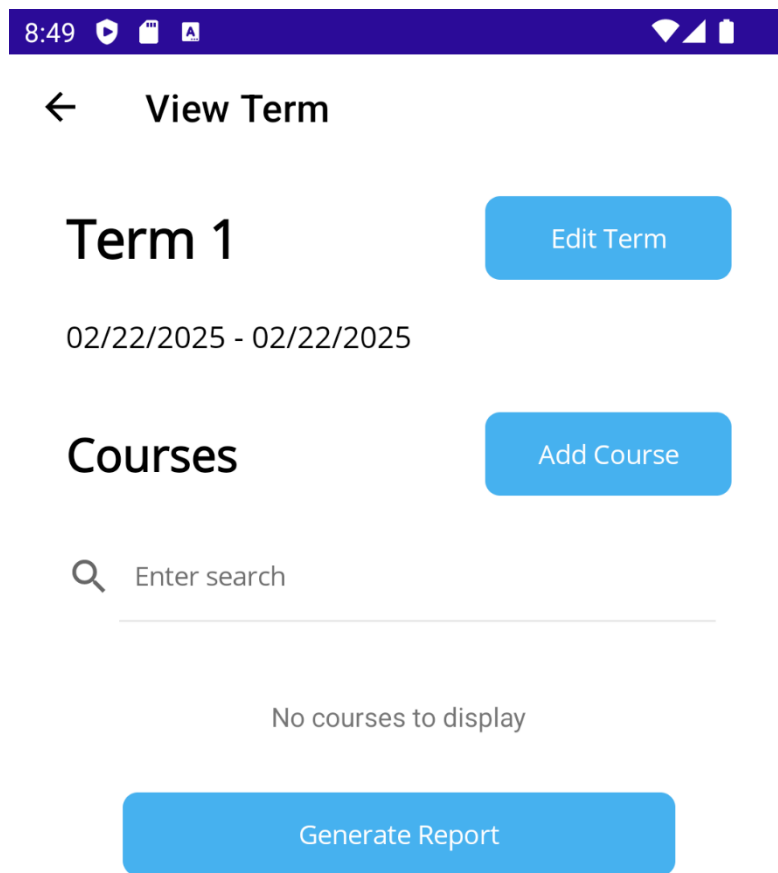 8:49
View Term
Term 1
Edit Term
02/22/2025 - 02/22/2025
Courses
Add Course
Enter search
No courses to display
Generate Report